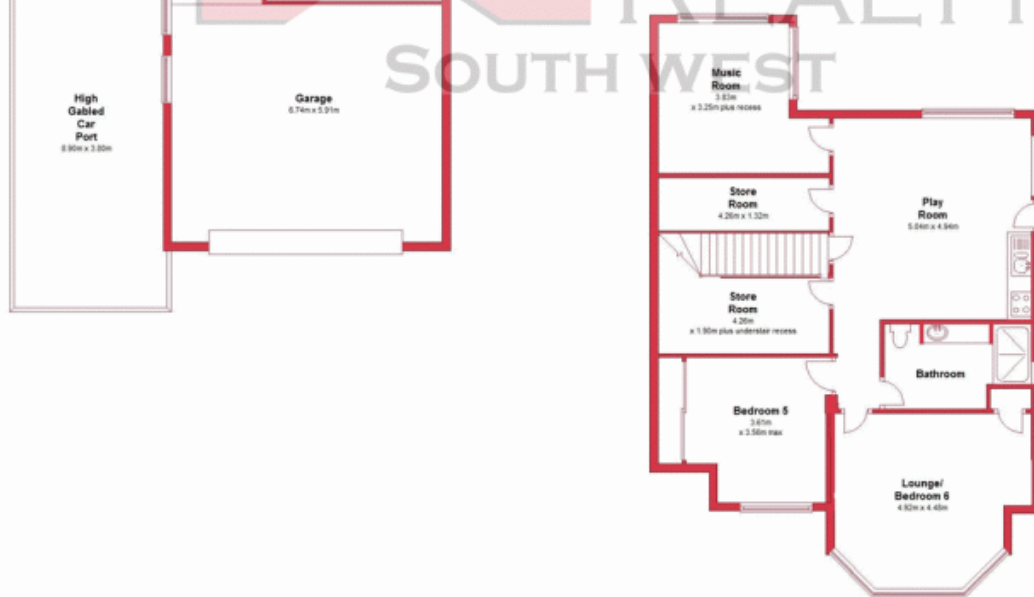 REALTY
SOUTH WEST
High
Gabled
Car
Port
8.90m x 3.80m
Garage
6.74m x 5.91m
Music
Room
3.83m
x 3.25m plus recess
Store
Room
4.26m x 1.32m
Play
Room
5.04m x 4.94m
Store
Room
4.26m
x 1.90m plus understair recess
Bathroom
Bedroom 5
3.61m
x 3.56m max
Lounge/
Bedroom 6
4.92m x 4.48m